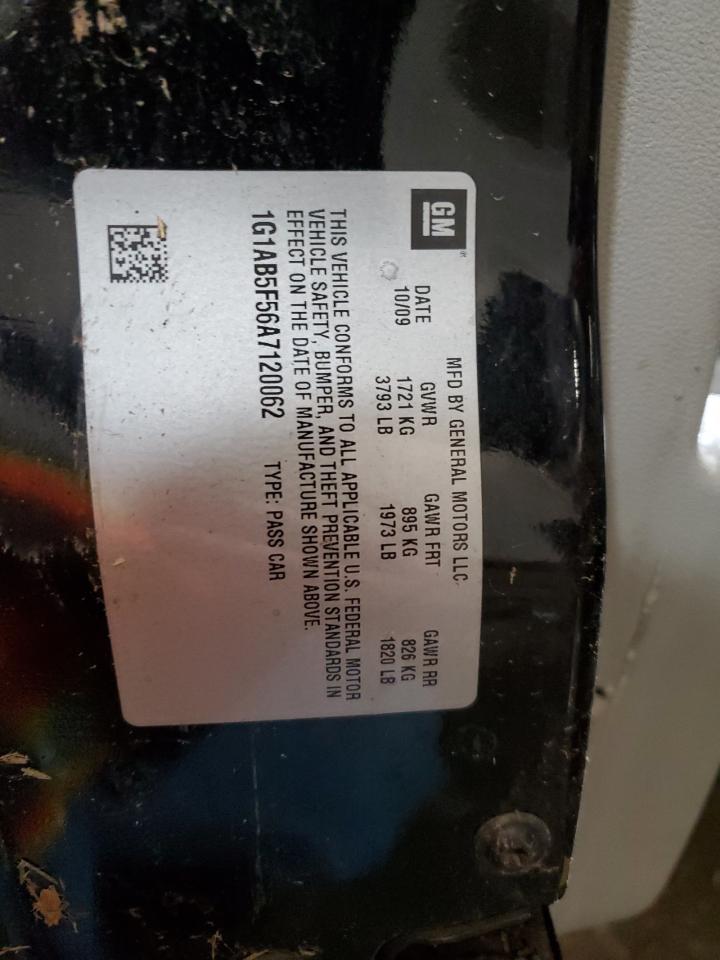 GM
MFD BY GENERAL MOTORS LLC
DATE GVWR GAWR FRT GAWR RR
10/09 1721 KG 895 KG 826 KG
3793 LB 1973 LB 1820 LB
THIS VEHICLE CONFORMS TO ALL APPLICABLE U.S. FEDERAL MOTOR
VEHICLE SAFETY, BUMPER, AND THEFT PREVENTION STANDARDS IN
EFFECT ON THE DATE OF MANUFACTURE SHOWN ABOVE.
1G1AB5F56A7120062 TYPE: PASS CAR